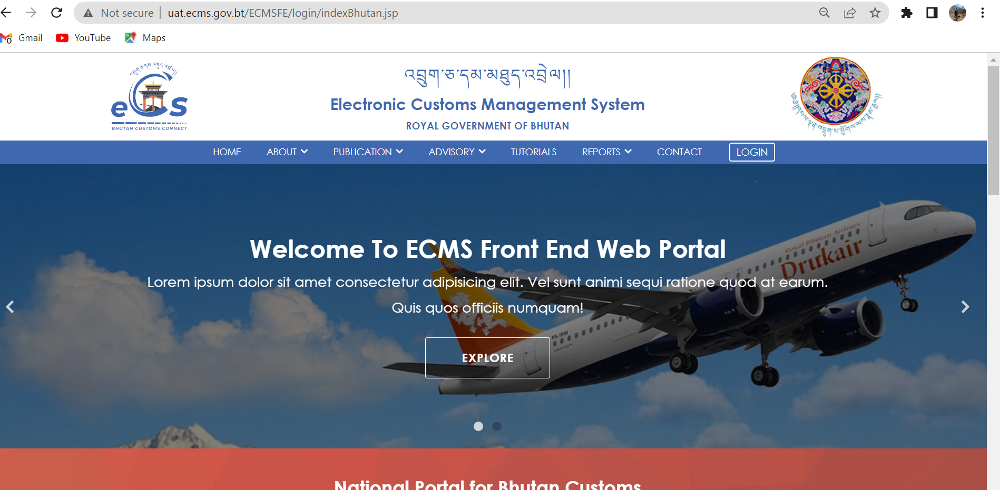 Not secure
uat.ecms.gov.bt/ECMSFE/login/indexBhutan.jsp
Gmail
YouTube
Maps
eCS
BHUTAN CUSTOMS CONNECT
འབྲུག་ཅ་དམ་མཐུད་འབྲེལ།།
Electronic Customs Management System
ROYAL GOVERNMENT OF BHUTAN
HOME
ABOUT
PUBLICATION
ADVISORY
TUTORIALS
REPORTS
CONTACT
LOGIN
Welcome To ECMS Front End Web Portal
Lorem ipsum dolor sit amet consectetur adipisicing elit. Vel sunt animi sequi ratione quod at earum.
Quis quos officiis numquam!
EXPLORE
Royal Bhutan Airlines
Drukair
A5-JKW
National Portal for Bhutan Customs